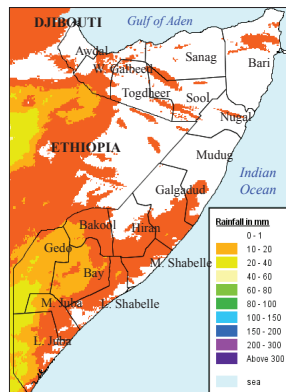 DJIBOUTI
Gulf of Aden
Awdal
W. Galbeed
Sanag
Bari
Togdheer
Sool
Nugal
ETHIOPIA
Mudug
Indian
Ocean
Galgadud
Bakool
Hiran
Gedo
Bay
M. Shabelle
M. Juba
L. Shabelle
L. Juba
Rainfall in mm
0 - 1
10 - 20
20 - 40
40 - 60
60 - 80
80 - 100
100 - 150
150 - 200
200 - 300
Above 300
sea